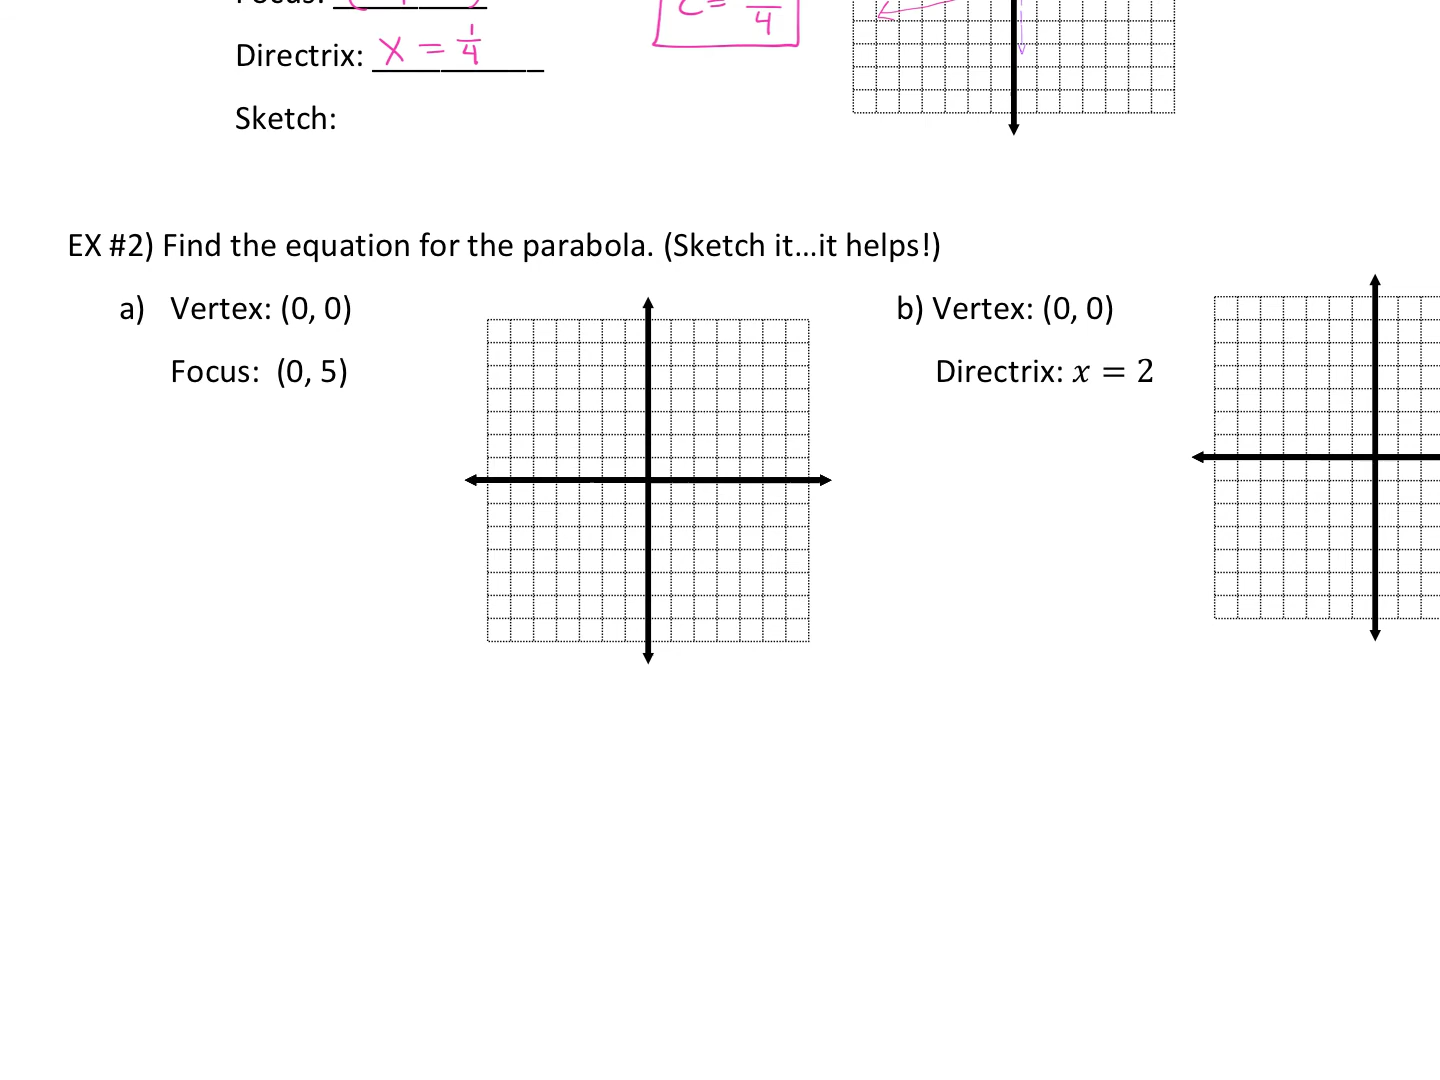 Directrix: x = 1/4
Sketch:
EX #2) Find the equation for the parabola. (Sketch it...it helps!)
a) Vertex: (0, 0)
Focus: (0, 5)
b) Vertex: (0, 0)
Directrix: x = 2